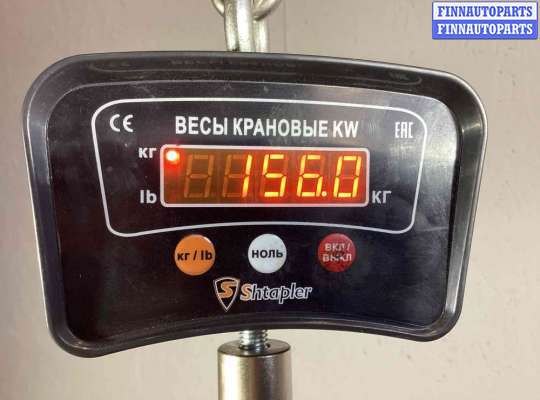 FINNAUTOPARTS
FINNAUTOPARTS
CE ВЕСЫ КРАНОВЫЕ KW EAC
кг
156.0
lb кг
кг / lb
НОЛЬ
ВКЛ/
ВЫКЛ
S Shtapler